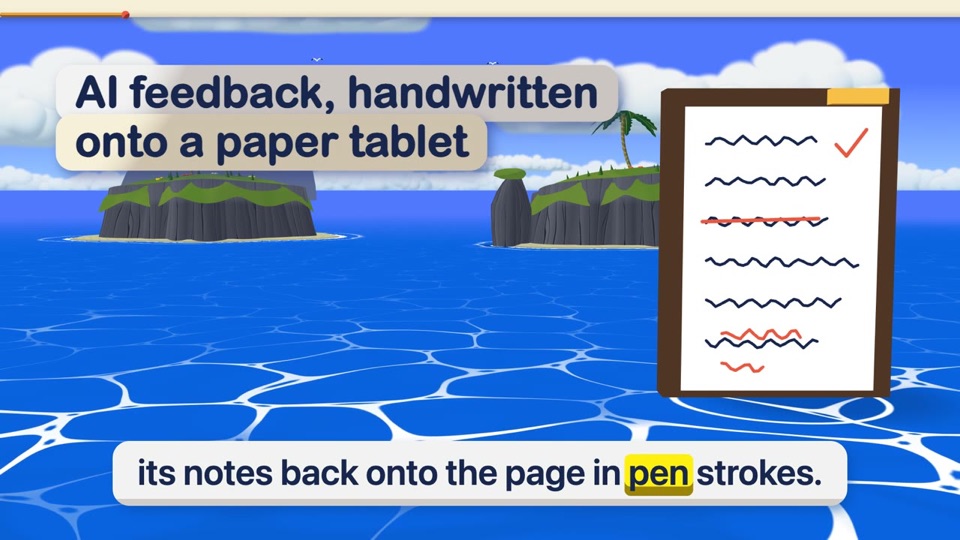 AI feedback, handwritten
onto a paper tablet
its notes back onto the page in pen strokes.